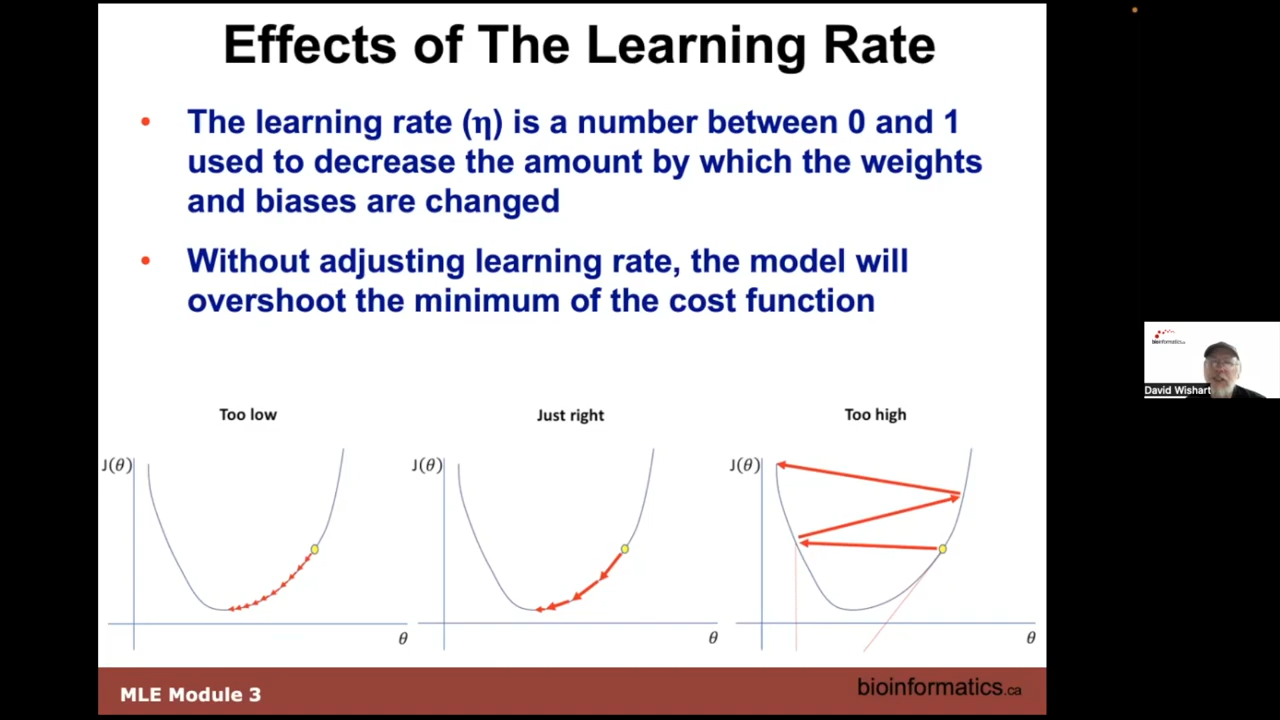 Effects of The Learning Rate
• The learning rate (η) is a number between 0 and 1
used to decrease the amount by which the weights
and biases are changed
• Without adjusting learning rate, the model will
overshoot the minimum of the cost function
Too low
Just right
Too high
J(θ)
J(θ)
J(θ)
θ
θ
θ
MLE Module 3
bioinformatics.ca
bioinformatics.ca
David Wishart